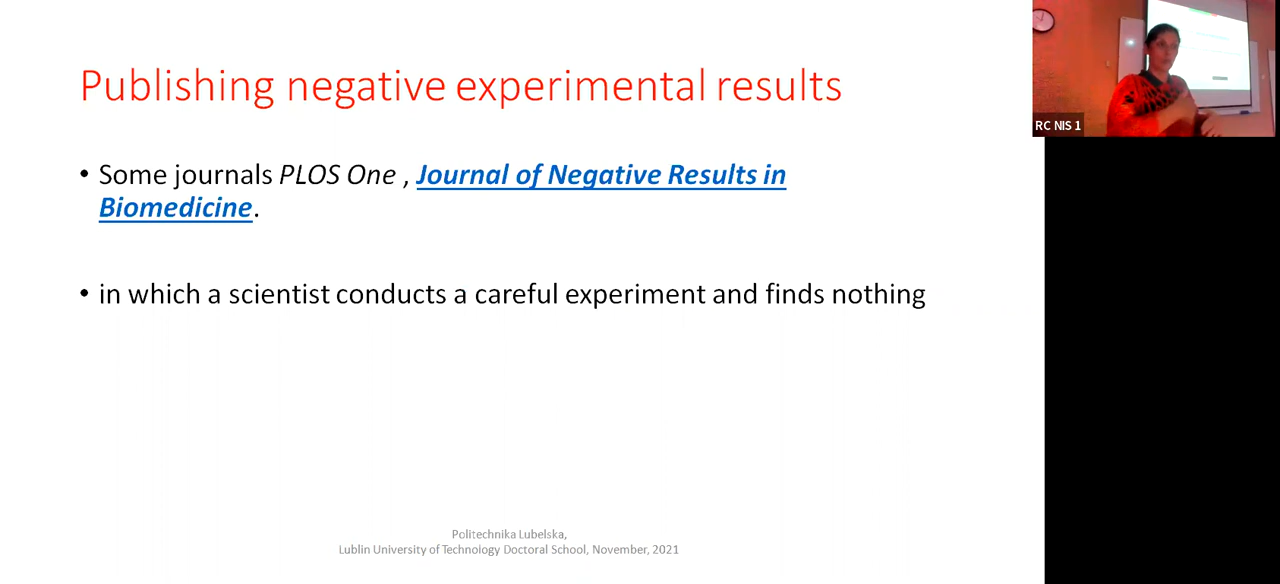 Publishing negative experimental results
• Some journals PLOS One , Journal of Negative Results in
Biomedicine.
• in which a scientist conducts a careful experiment and finds nothing
Politechnika Lubelska,
Lublin University of Technology Doctoral School, November, 2021
RC NIS 1